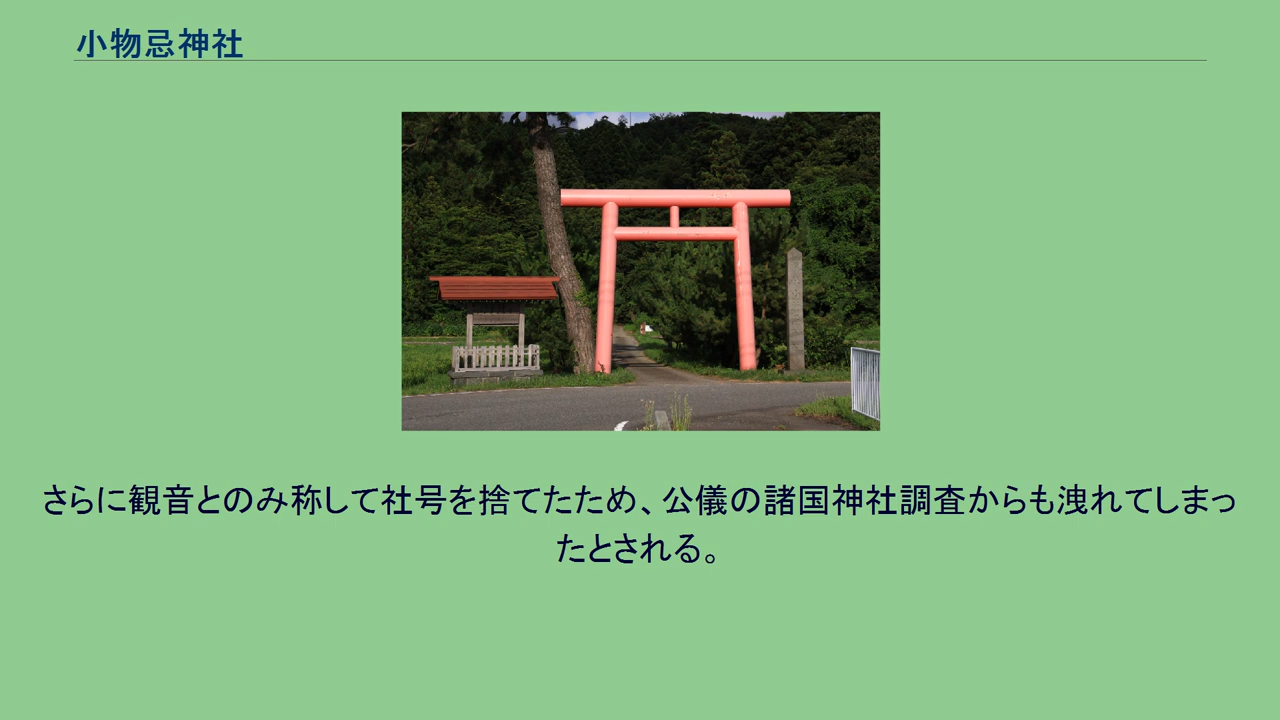 小物忌神社
さらに観音とのみ称して社号を捨てたため、公儀の諸国神社調査からも洩れてしまっ
たとされる。